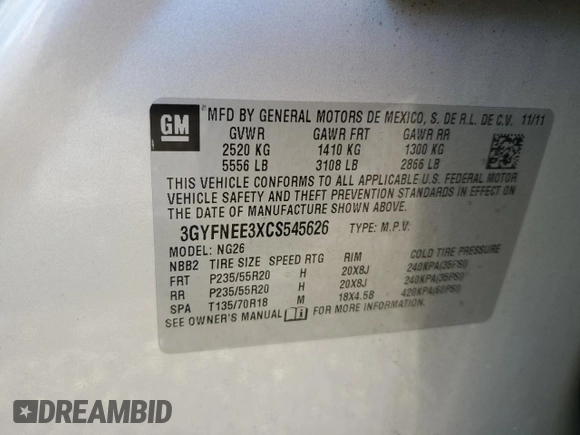 GM
MFD BY GENERAL MOTORS DE MEXICO, S. DE R.L. DE C.V. 11/11
GVWR GAWR FRT GAWR RR
2520 KG 1410 KG 1300 KG
5556 LB 3108 LB 2866 LB
THIS VEHICLE CONFORMS TO ALL APPLICABLE U.S. FEDERAL MOTOR
VEHICLE SAFETY AND THEFT PREVENTION STANDARDS IN EFFECT ON
THE DATE OF MANUFACTURE SHOWN ABOVE.
3GYFNEE3XCS545626 TYPE: M.P.V.
MODEL: NG26
NBB2 TIRE SIZE SPEED RTG RIM COLD TIRE PRESSURE
FRT P235/55R20 H 20X8J 240KPA(35PSI)
RR P235/55R20 H 20X8J 240KPA(35PSI)
SPA T135/70R18 M 18X4.5B 420KPA(60PSI)
SEE OWNER'S MANUAL FOR MORE INFORMATION.
DREAMBID